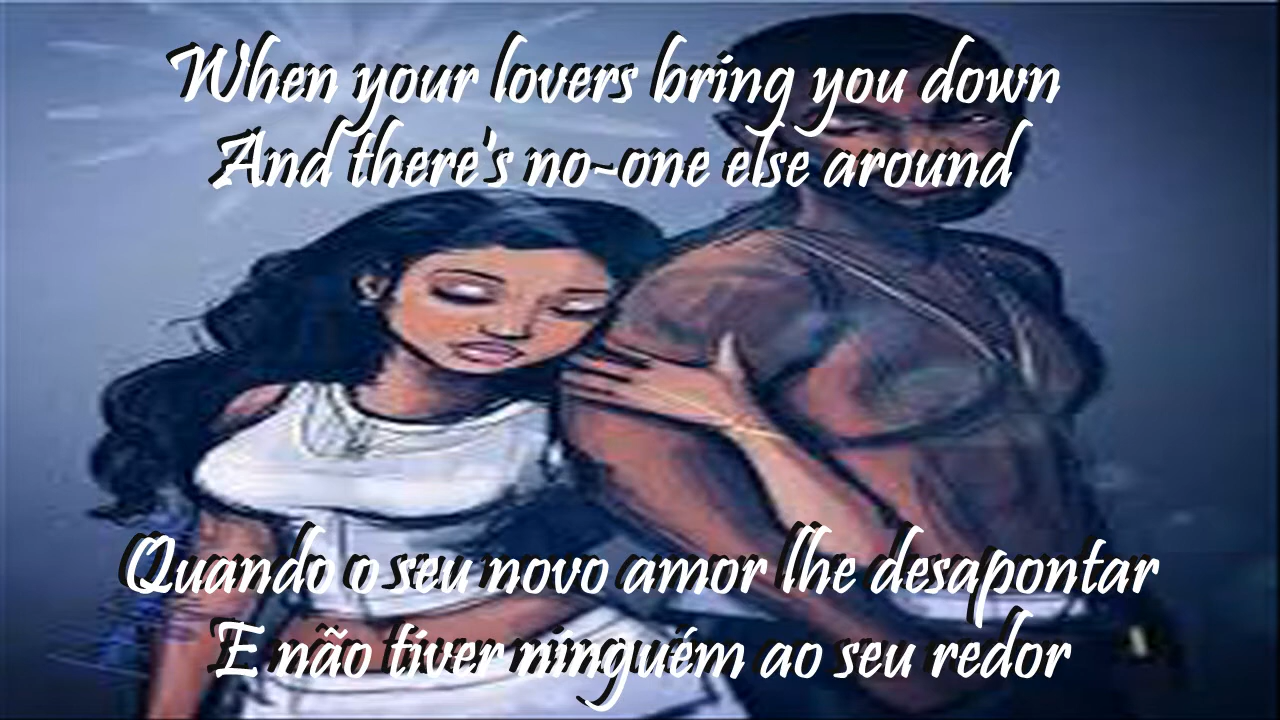 When your lovers bring you down
And there's no-one else around
Quando o seu novo amor lhe desapontar
E não tiver ninguém ao seu redor